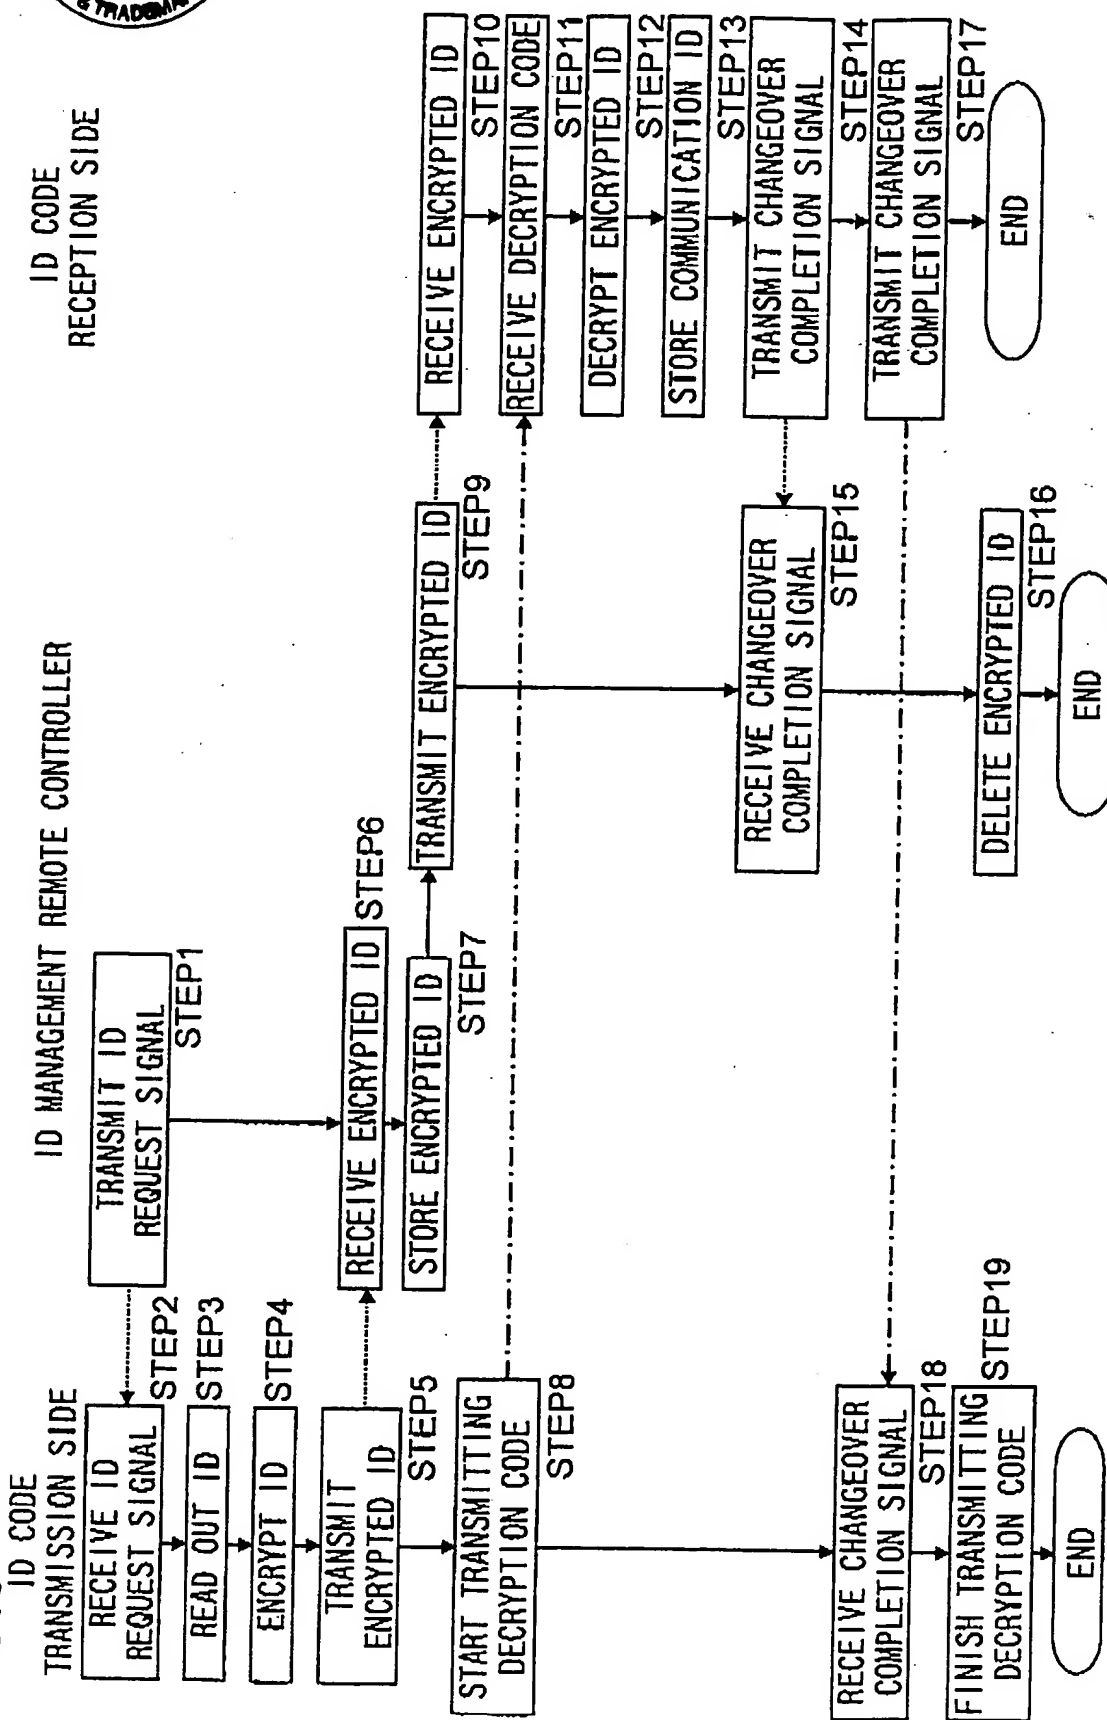 & TRADEMA
ID CODE
TRANSMISSION SIDE
RECEIVE ID
REQUEST SIGNAL
STEP2
READ OUT ID
STEP3
ENCRYPT ID
STEP4
TRANSMIT
ENCRYPTED ID
STEP5
START TRANSMITTING
DECRYPTION CODE
STEP8
RECEIVE CHANGEOVER
COMPLETION SIGNAL
STEP18
FINISH TRANSMITTING
DECRYPTION CODE
STEP19
END
ID MANAGEMENT REMOTE CONTROLLER
TRANSMIT ID
REQUEST SIGNAL
STEP1
RECEIVE ENCRYPTED ID
STEP6
STORE ENCRYPTED ID
STEP7
TRANSMIT ENCRYPTED ID
STEP9
RECEIVE CHANGEOVER
COMPLETION SIGNAL
STEP15
DELETE ENCRYPTED ID
STEP16
END
ID CODE
RECEPTION SIDE
RECEIVE ENCRYPTED ID
STEP10
RECEIVE DECRYPTION CODE
STEP11
DECRYPT ENCRYPTED ID
STEP12
STORE COMMUNICATION ID
STEP13
TRANSMIT CHANGEOVER
COMPLETION SIGNAL
STEP14
TRANSMIT CHANGEOVER
COMPLETION SIGNAL
STEP17
END